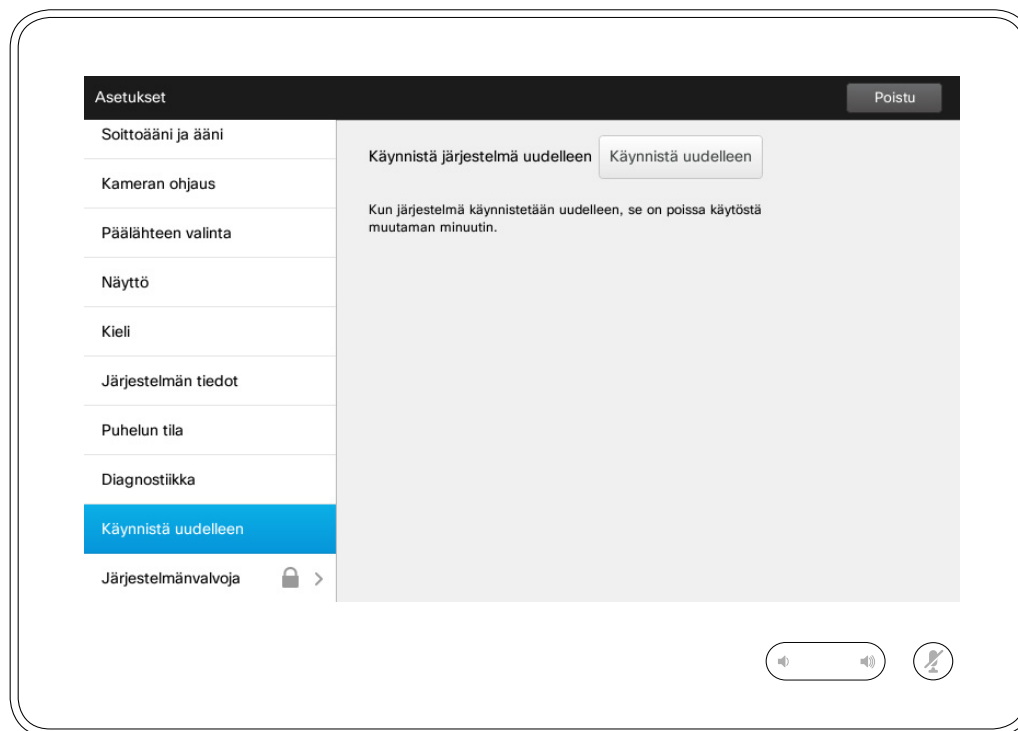 Asetukset
Poistu
Soittoääni ja ääni
Kameran ohjaus
Päälähteen valinta
Näyttö
Kieli
Järjestelmän tiedot
Puhelun tila
Diagnostiikka
Käynnistä uudelleen
Järjestelmänvalvoja
Käynnistä järjestelmä uudelleen
Käynnistä uudelleen
Kun järjestelmä käynnistetään uudelleen, se on poissa käytöstä
muutaman minuutin.